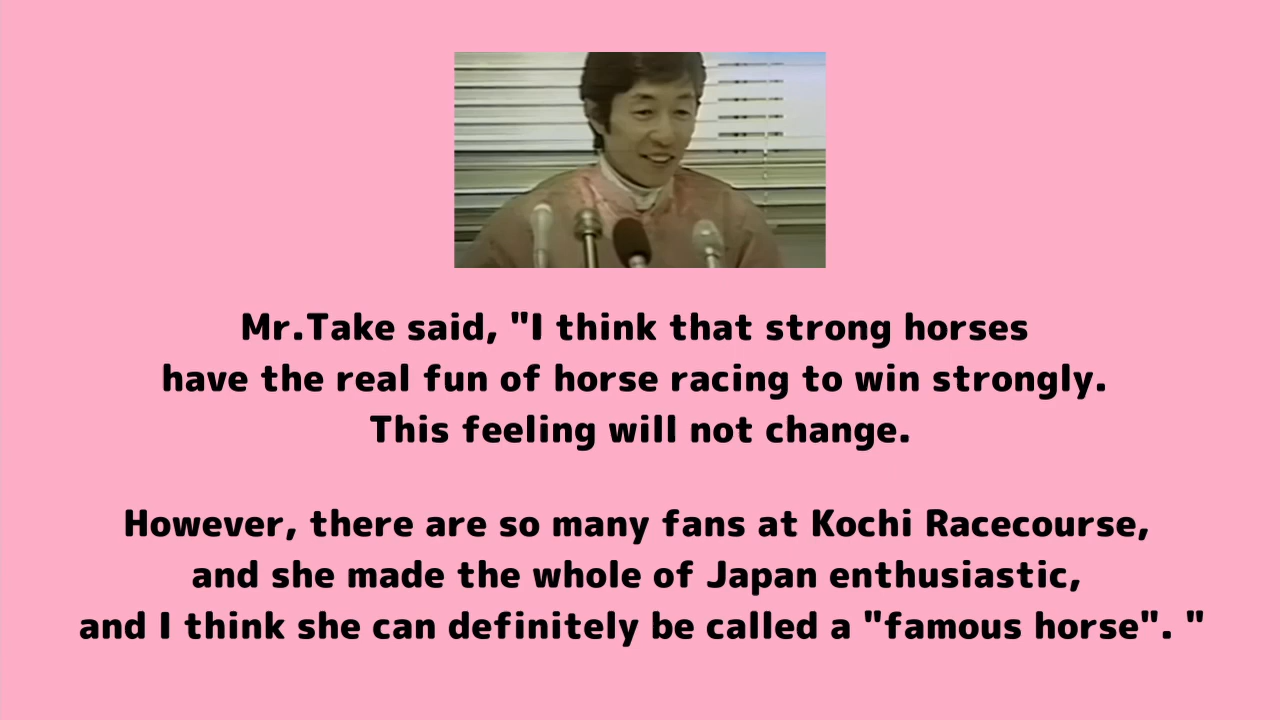 Mr.Take said, "I think that strong horses
have the real fun of horse racing to win strongly.
This feeling will not change.
However, there are so many fans at Kochi Racecourse,
and she made the whole of Japan enthusiastic,
and I think she can definitely be called a "famous horse". "